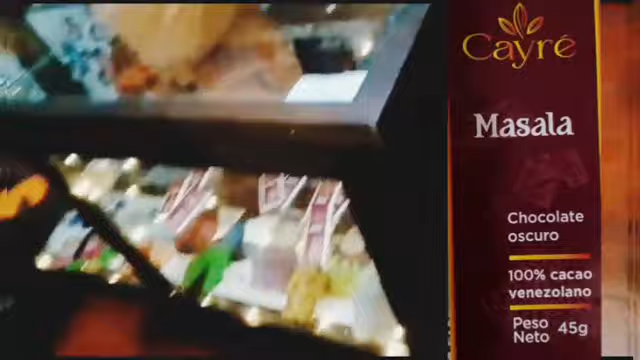 Cayré
Masala
Chocolate
oscuro
100% cacao
venezolano
Peso
Neto 45g